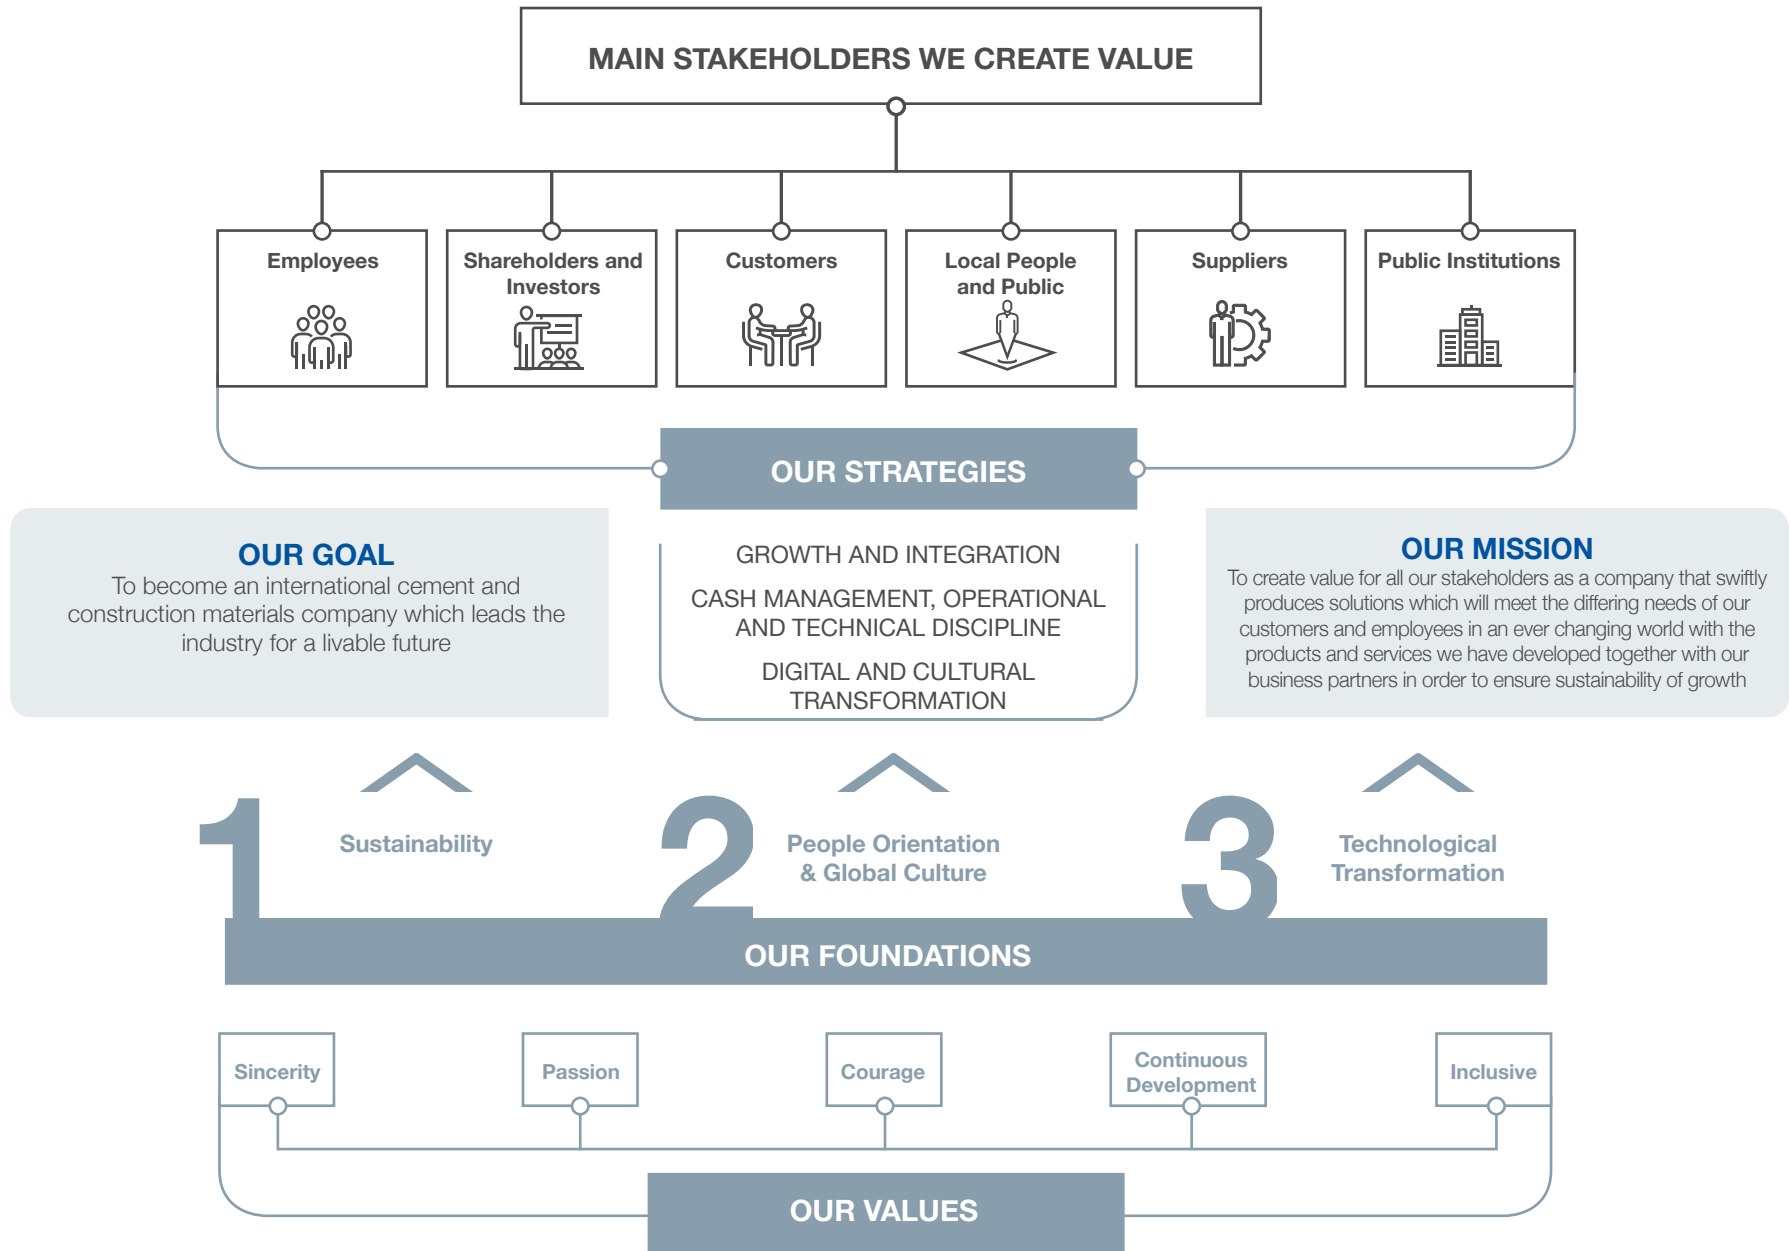 MAIN STAKEHOLDERS WE CREATE VALUE
Employees
Shareholders and
Investors
Customers
Local People
and Public
Suppliers
Public Institutions
OUR STRATEGIES
OUR GOAL
To become an international cement and
construction materials company which leads the
industry for a livable future
GROWTH AND INTEGRATION
CASH MANAGEMENT, OPERATIONAL
AND TECHNICAL DISCIPLINE
DIGITAL AND CULTURAL
TRANSFORMATION
OUR MISSION
To create value for all our stakeholders as a company that swiftly
produces solutions which will meet the differing needs of our
customers and employees in an ever changing world with the
products and services we have developed together with our
business partners in order to ensure sustainability of growth
1
Sustainability
2
People Orientation
& Global Culture
3
Technological
Transformation
OUR FOUNDATIONS
Sincerity
Passion
Courage
Continuous
Development
Inclusive
OUR VALUES